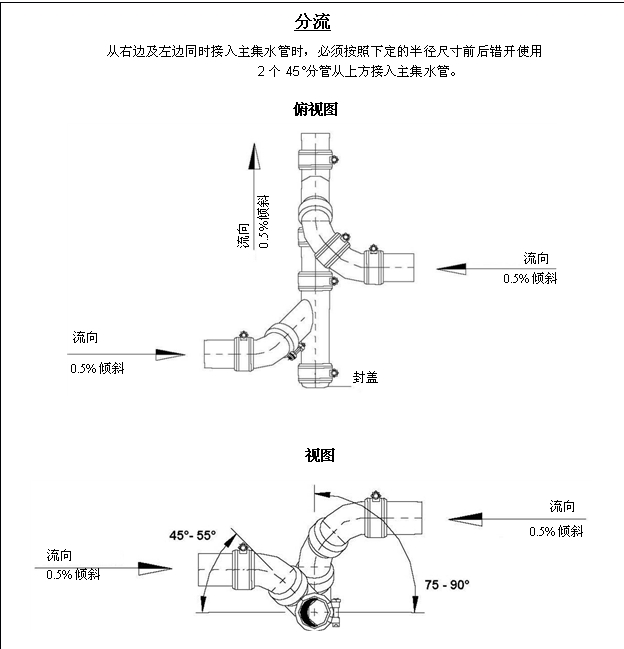 分流
从右边及左边同时接入主集水管时，必须按照下定的半径尺寸前后错开使用
2 个 45°分管从上方接入主集水管。
俯视图
流向
0.5%倾斜
流向
0.5%倾斜
流向
0.5%倾斜
封盖
视图
45°- 55°
流向
0.5%倾斜
流向
0.5%倾斜
75 - 90°